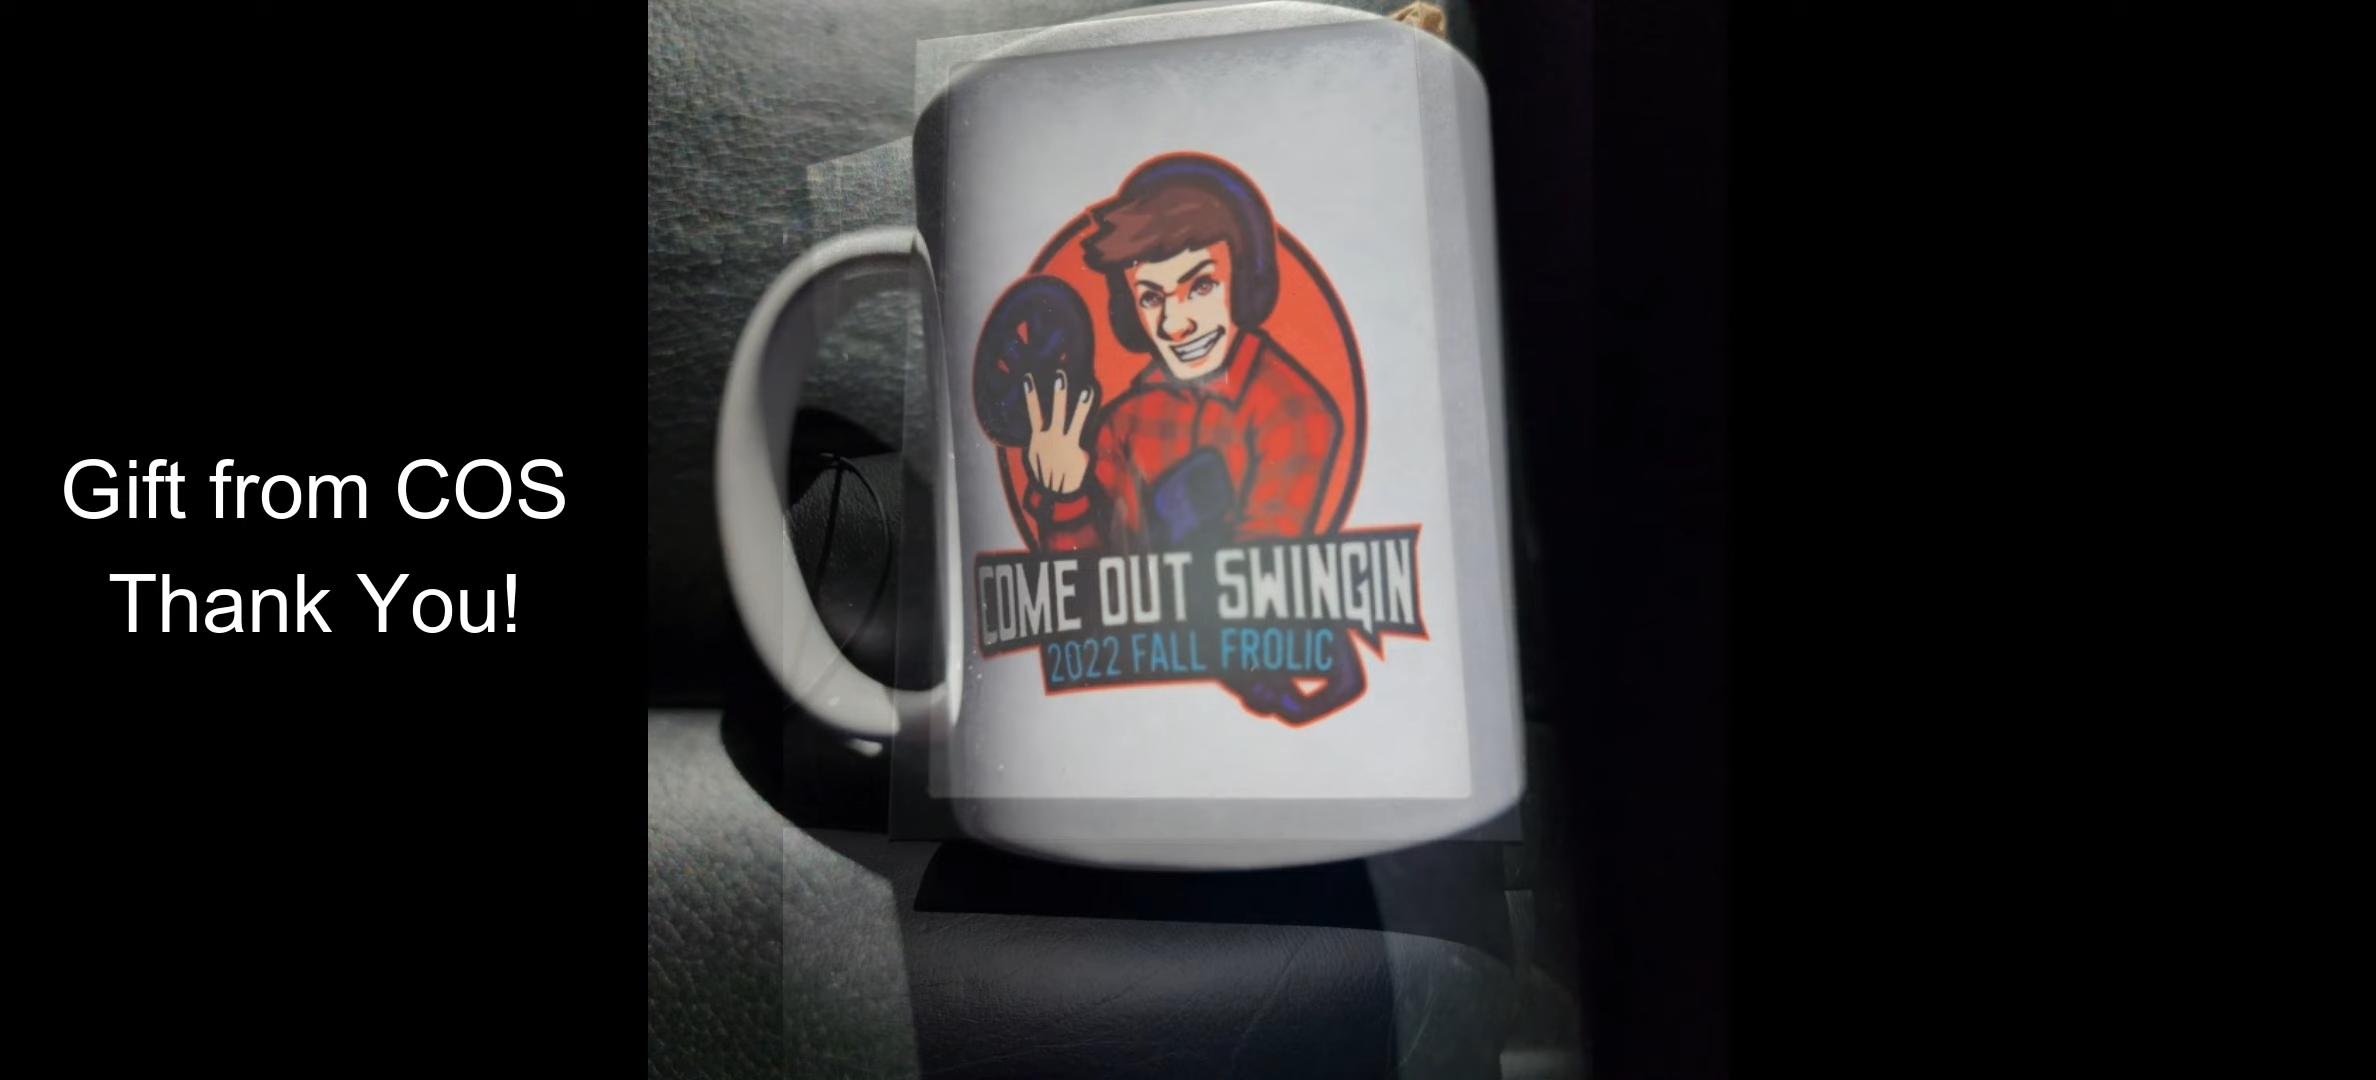 Gift from COS
Thank You!
COME OUT SWINGIN
2022 FALL FROLIC